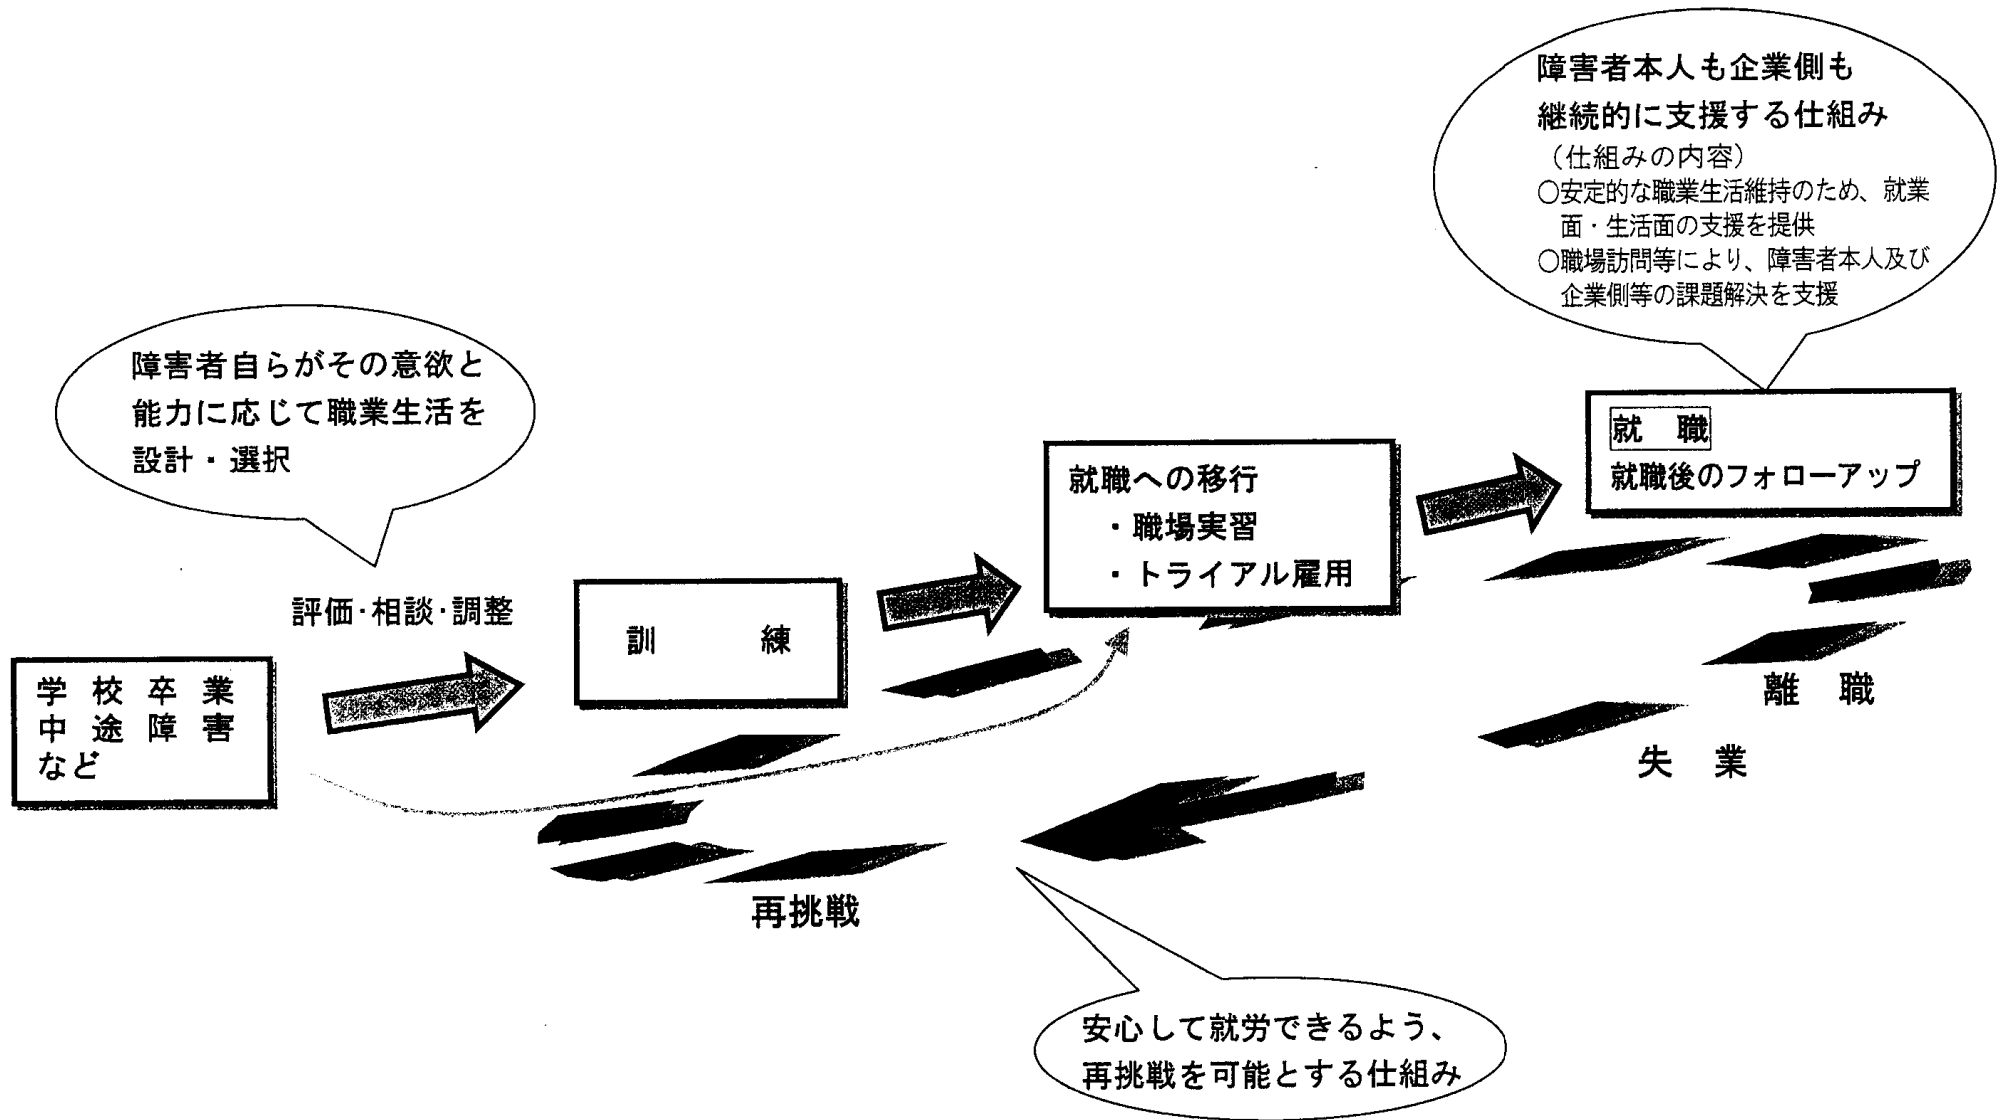 障害者本人も企業側も
継続的に支援する仕組み
(仕組みの内容)
○安定的な職業生活維持のため、就業
面・生活面の支援を提供
○職場訪問等により、障害者本人及び
企業側等の課題解決を支援
障害者自らがその意欲と
能力に応じて職業生活を
設計・選択
就 職
就職後のフォローアップ
就職への移行
・職場実習
・トライアル雇用
評価・相談・調整
訓 練
学校卒業
中途障害
など
離 職
失 業
再挑戦
安心して就労できるよう、
再挑戦を可能とする仕組み